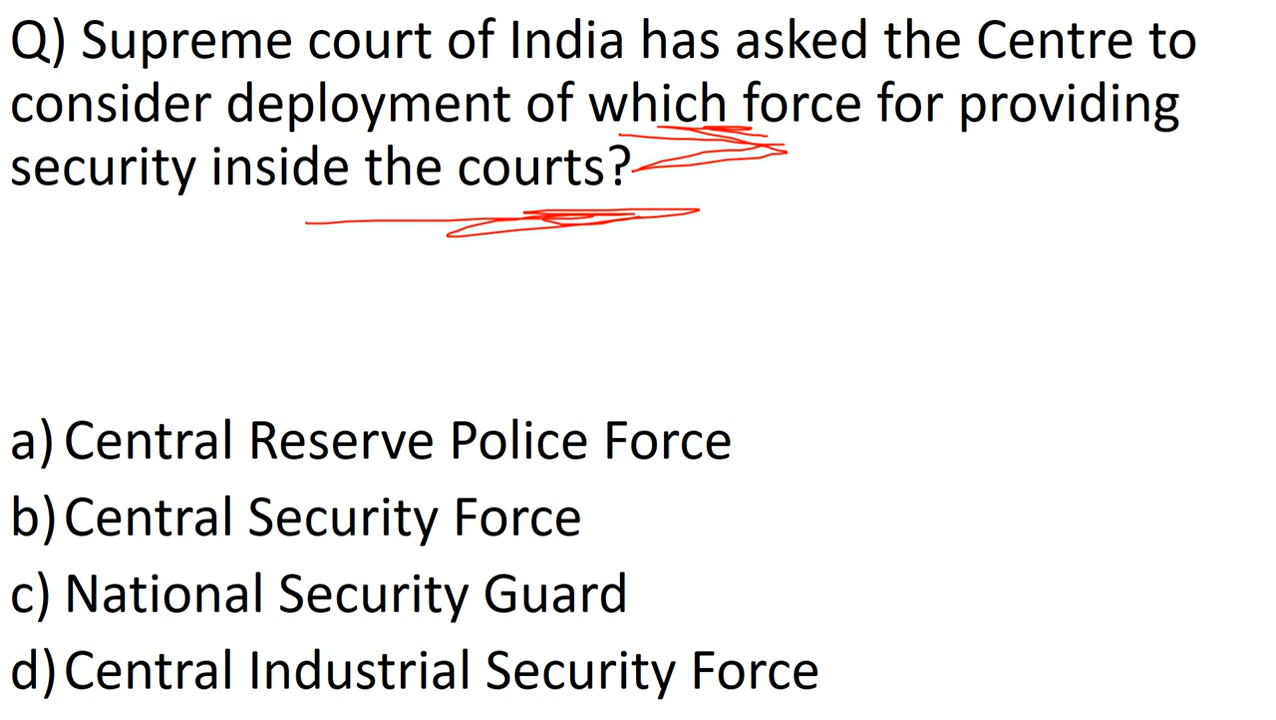 Q) Supreme court of India has asked the Centre to
consider deployment of which force for providing
security inside the courts?
a) Central Reserve Police Force
b) Central Security Force
c) National Security Guard
d) Central Industrial Security Force